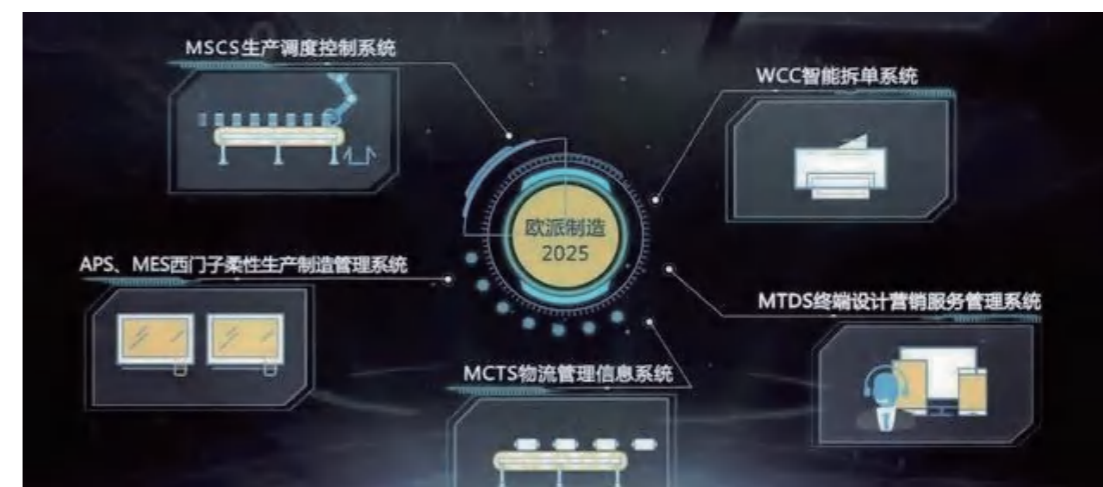 MSCS生产调度控制系统
WCC智能拆单系统
欧派制造
2025
APS、MES西门子柔性生产制造管理系统
MTDS终端设计营销服务管理系统
MCTS物流管理信息系统